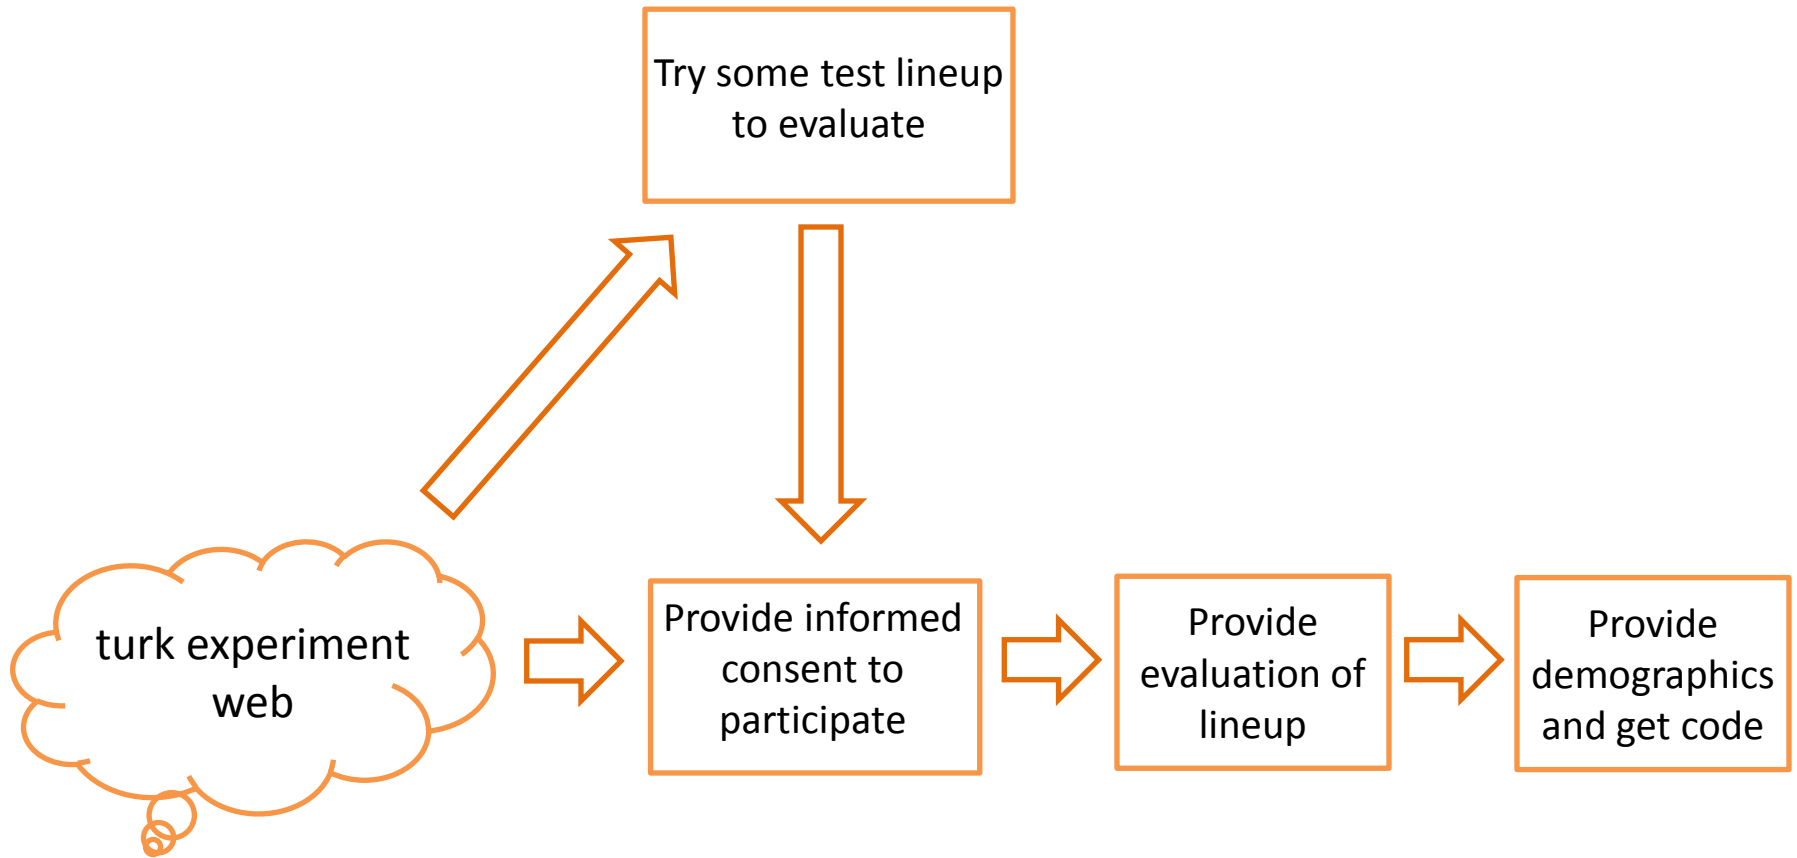 Try some test lineup
to evaluate
turk experiment
web
Provide informed
consent to
participate
Provide
evaluation of
lineup
Provide
demographics
and get code